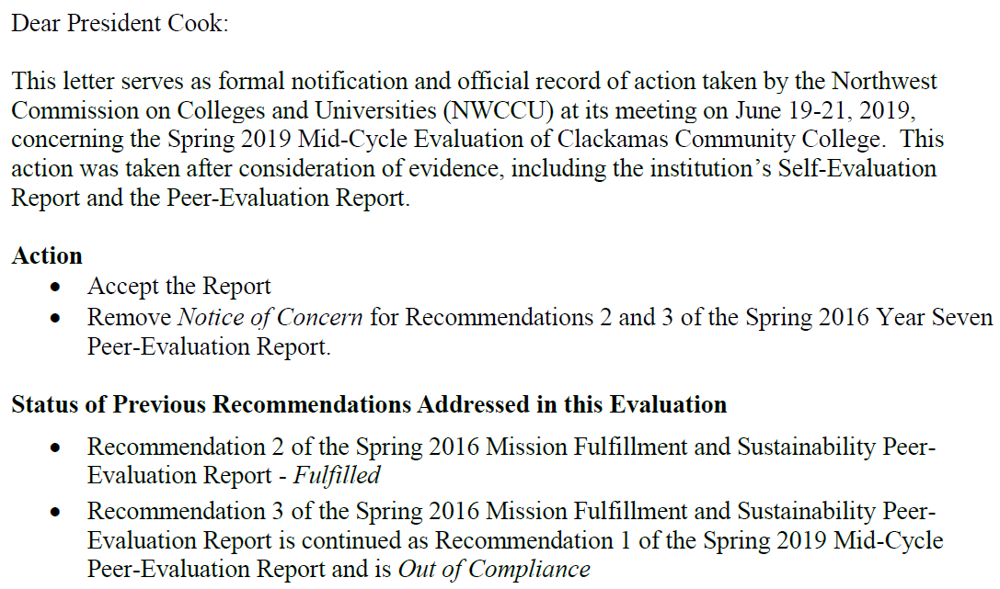 Dear President Cook:
This letter serves as formal notification and official record of action taken by the Northwest
Commission on Colleges and Universities (NWCCU) at its meeting on June 19-21, 2019,
concerning the Spring 2019 Mid-Cycle Evaluation of Clackamas Community College.  This
action was taken after consideration of evidence, including the institution’s Self-Evaluation
Report and the Peer-Evaluation Report.
Action
• Accept the Report
• Remove Notice of Concern for Recommendations 2 and 3 of the Spring 2016 Year Seven
Peer-Evaluation Report.
Status of Previous Recommendations Addressed in this Evaluation
• Recommendation 2 of the Spring 2016 Mission Fulfillment and Sustainability Peer-
Evaluation Report - Fulfilled
• Recommendation 3 of the Spring 2016 Mission Fulfillment and Sustainability Peer-
Evaluation Report is continued as Recommendation 1 of the Spring 2019 Mid-Cycle
Peer-Evaluation Report and is Out of Compliance